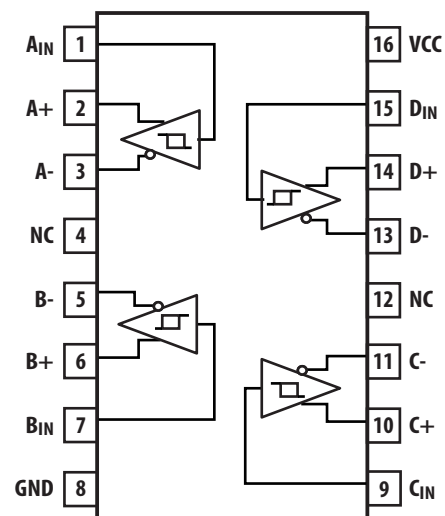 AIN 1 16 VCC
A+ 2 15 DIN
A- 3 14 D+
NC 4 13 D-
B- 5 12 NC
B+ 6 11 C-
BIN 7 10 C+
GND 8 9 CIN